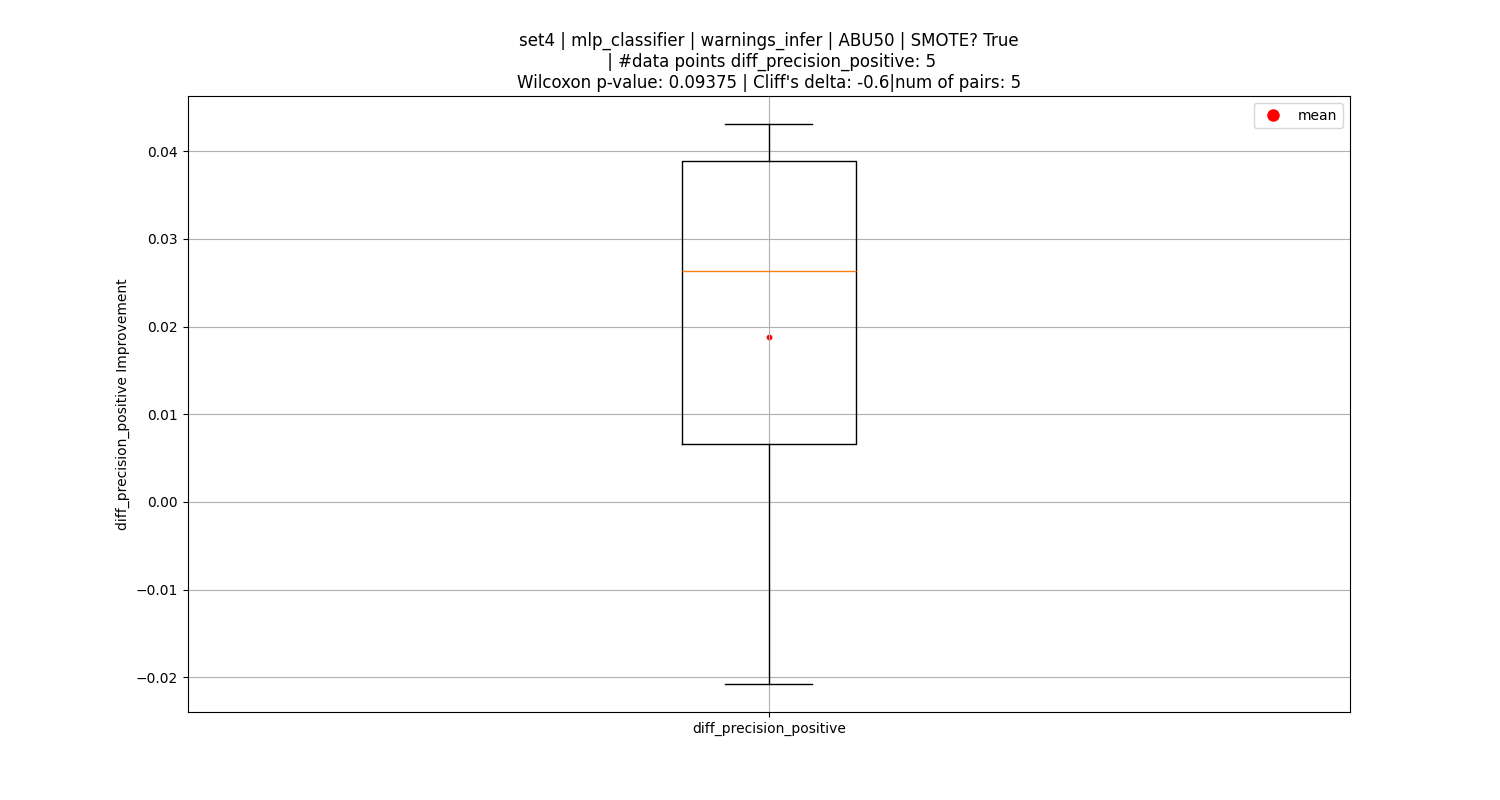 set4 | mlp_classifier | warnings_infer | ABU50 | SMOTE? True
| #data points diff_precision_positive: 5
Wilcoxon p-value: 0.09375 | Cliff's delta: -0.6|num of pairs: 5
mean
0.04
0.03
0.02
0.01
0.00
−0.01
−0.02
diff_precision_positive Improvement
diff_precision_positive